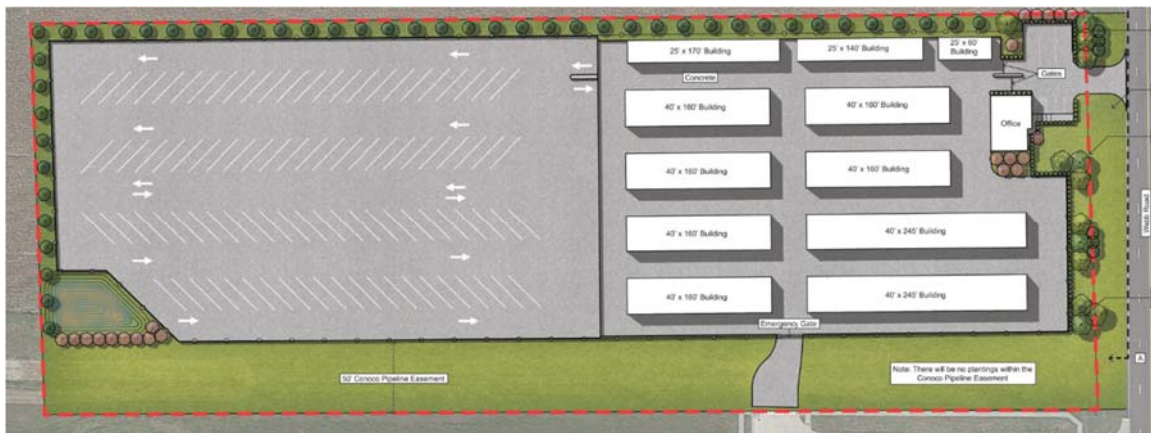 25' x 170' Building
25' x 140' Building
25' x 60'
Building
Concrete
Gates
40' x 160' Building
40' x 160' Building
Office
40' x 160' Building
40' x 160' Building
Webb Road
40' x 160' Building
40' x 245' Building
40' x 160' Building
40' x 245' Building
Emergency Gate
A
50' Conoco Pipeline Easement
Note: There will be no plantings within the
Conoco Pipeline Easement